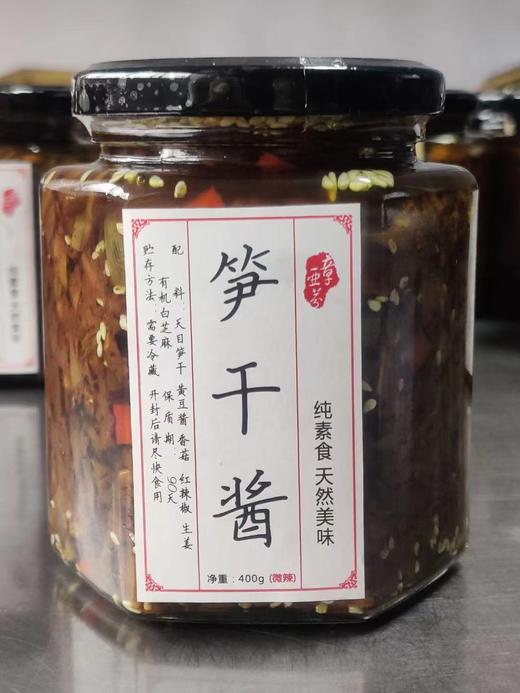 章亚芬
纯素食 天然美味
笋干酱
净重：400g (微辣)
配料：天目笋干 黄豆酱 香菇 红辣椒 生姜
有机白芝麻 保质期：90天
贮存方法：需要冷藏 开封后请尽快食用